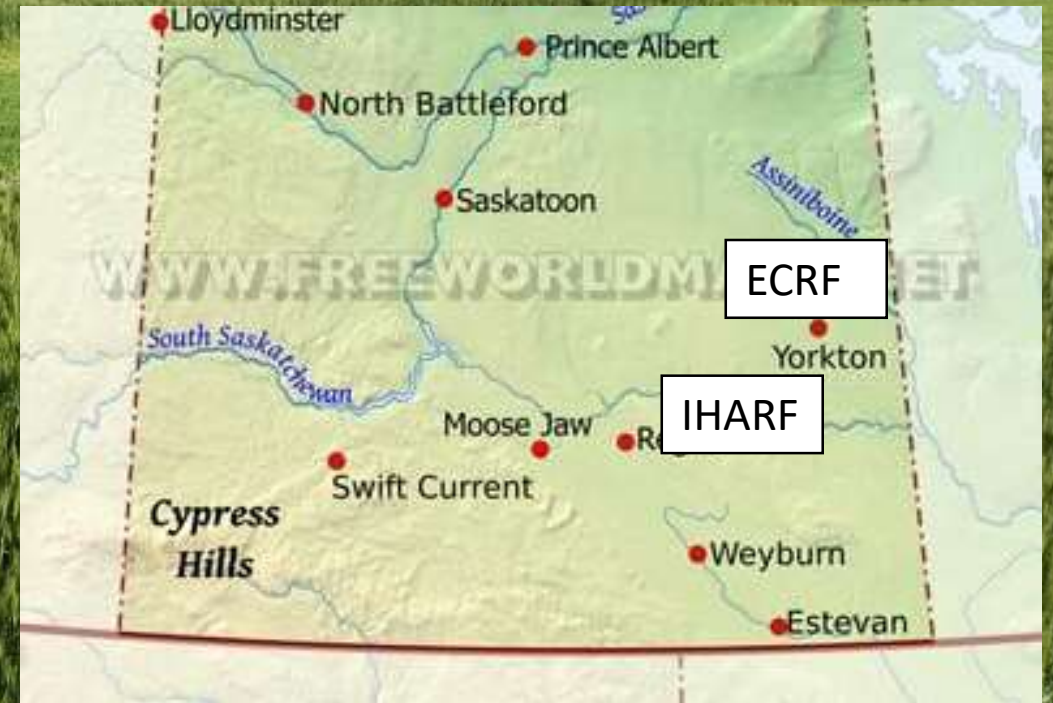 Lloydminster
Prince Albert
North Battleford
Saskatoon
Assiniboine
ECRF
Yorkton
South Saskatchewan
IHARF
Moose Jaw
Swift Current
Cypress
Hills
Weyburn
Estevan